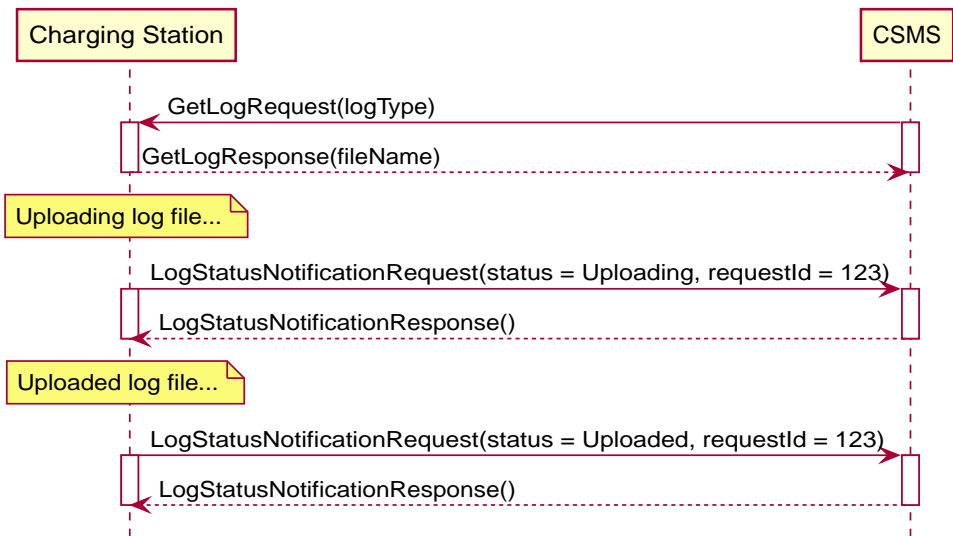 Charging Station
CSMS
GetLogRequest(logType)
GetLogResponse(fileName)
Uploading log file...
LogStatusNotificationRequest(status = Uploading, requestId = 123)
LogStatusNotificationResponse()
Uploaded log file...
LogStatusNotificationRequest(status = Uploaded, requestId = 123)
LogStatusNotificationResponse()